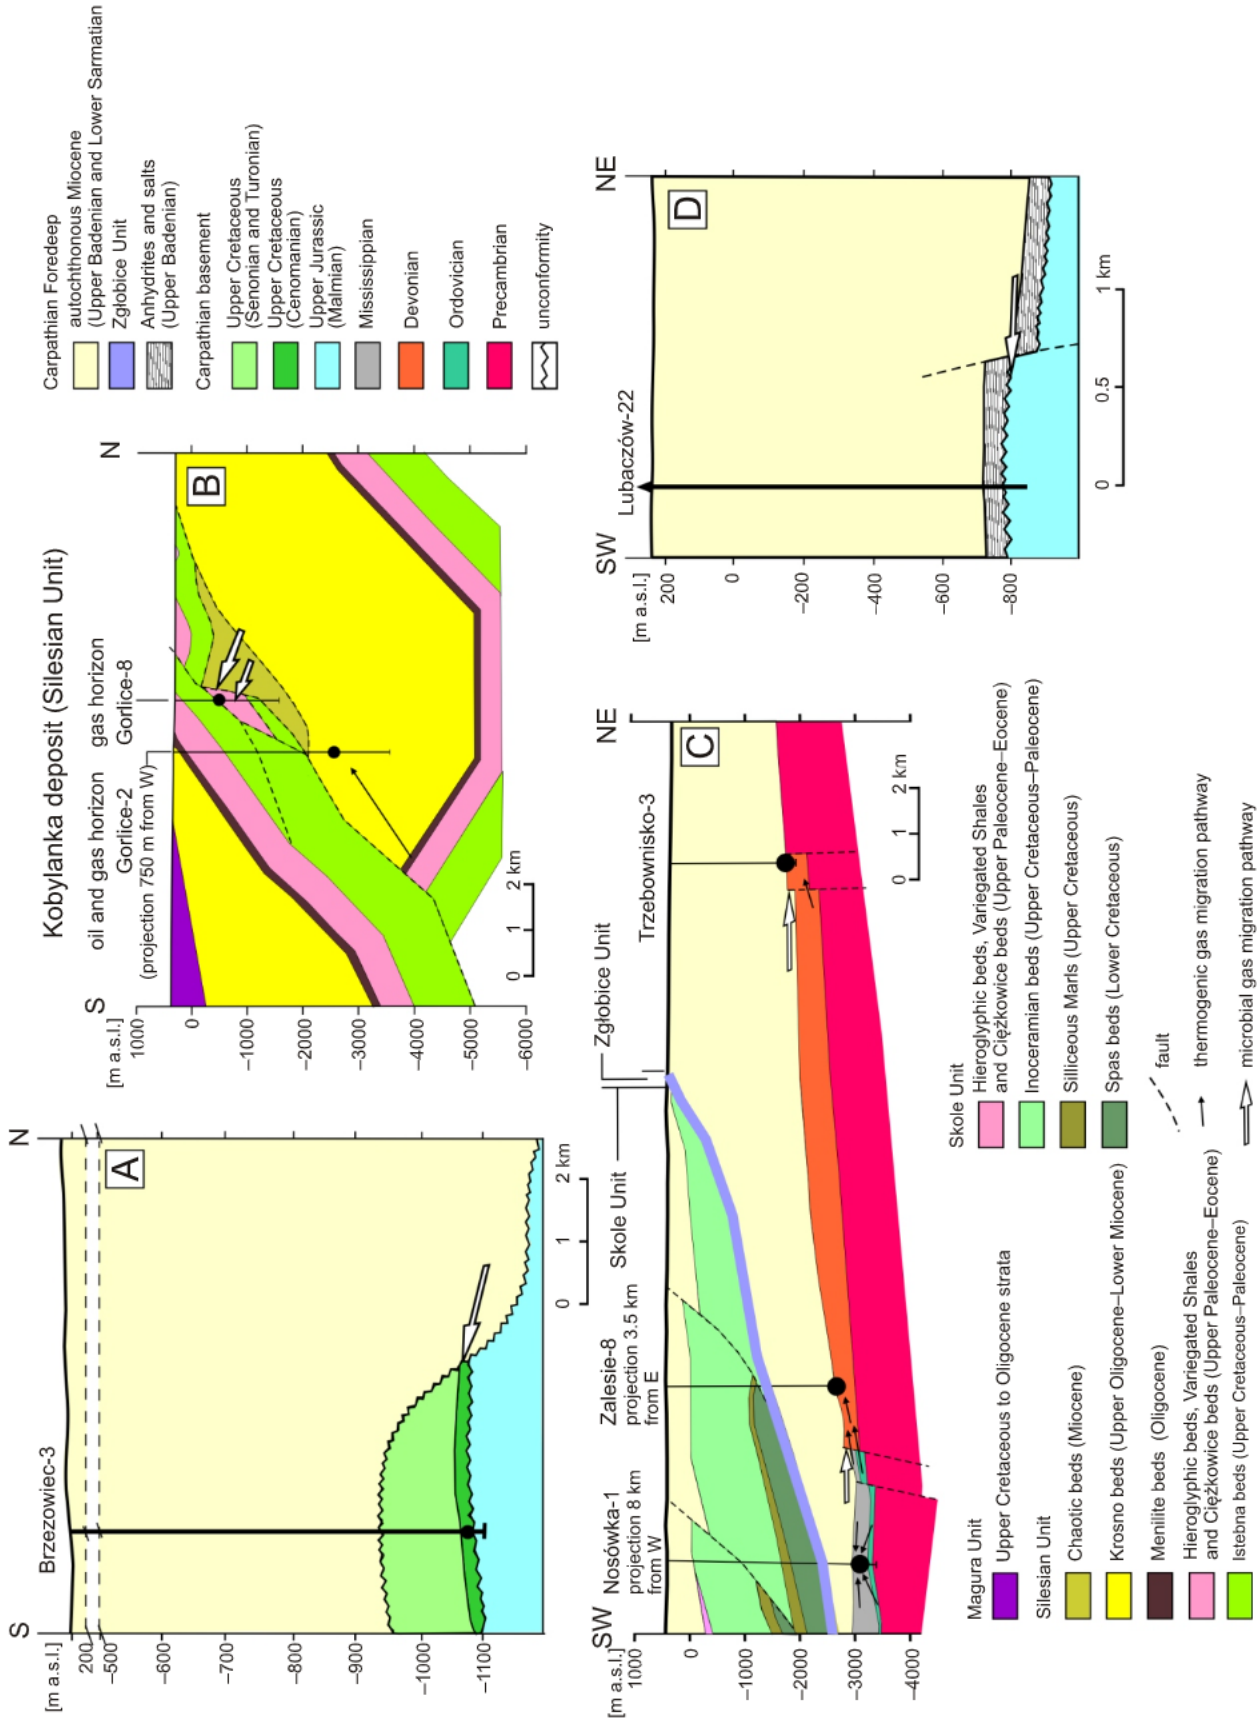 S
N
Brzezowiec-3
[m a.s.l.]
200
−500
−600
−700
−800
−900
−1000
−1100
A
0
1
2 km
Kobylanka deposit (Silesian Unit)
oil and gas horizon
Gorlice-2
(projection 750 m from W)
gas horizon
Gorlice-8
S
N
[m a.s.l.]
1000
0
−1000
−2000
−3000
−4000
−5000
−6000
B
0
1
2 km
Carpathian Foredeep
autochthonous Miocene
(Upper Badenian and Lower Sarmatian
Zgłobice Unit
Anhydrites and salts
(Upper Badenian)
Carpathian basement
Upper Cretaceous
(Senonian and Turonian)
Upper Cretaceous
(Cenomanian)
Upper Jurassic
(Malmian)
Mississippian
Devonian
Ordovician
Precambrian
unconformity
SW
NE
Nosówka-1
projection 8 km
from W
Zalesie-8
projection 3.5 km
from E
Skole Unit
Zgłobice Unit
Trzebownisko-3
[m a.s.l.]
1000
0
−1000
−2000
−3000
−4000
C
0
1
2 km
SW
NE
Lubaczów-22
[m a.s.l.]
200
0
−200
−400
−600
−800
D
0
0.5
1 km
Magura Unit
Upper Cretaceous to Oligocene strata
Silesian Unit
Chaotic beds (Miocene)
Krosno beds (Upper Oligocene–Lower Miocene)
Menilite beds (Oligocene)
Hieroglyphic beds, Variegated Shales
and Ciężkowice beds (Upper Paleocene–Eocene)
Istebna beds (Upper Cretaceous–Paleocene)
Skole Unit
Hieroglyphic beds, Variegated Shales
and Ciężkowice beds (Upper Paleocene–Eocene)
Inoceramian beds (Upper Cretaceous–Paleocene)
Silliceous Marls (Upper Cretaceous)
Spas beds (Lower Cretaceous)
fault
thermogenic gas migration pathway
microbial gas migration pathway